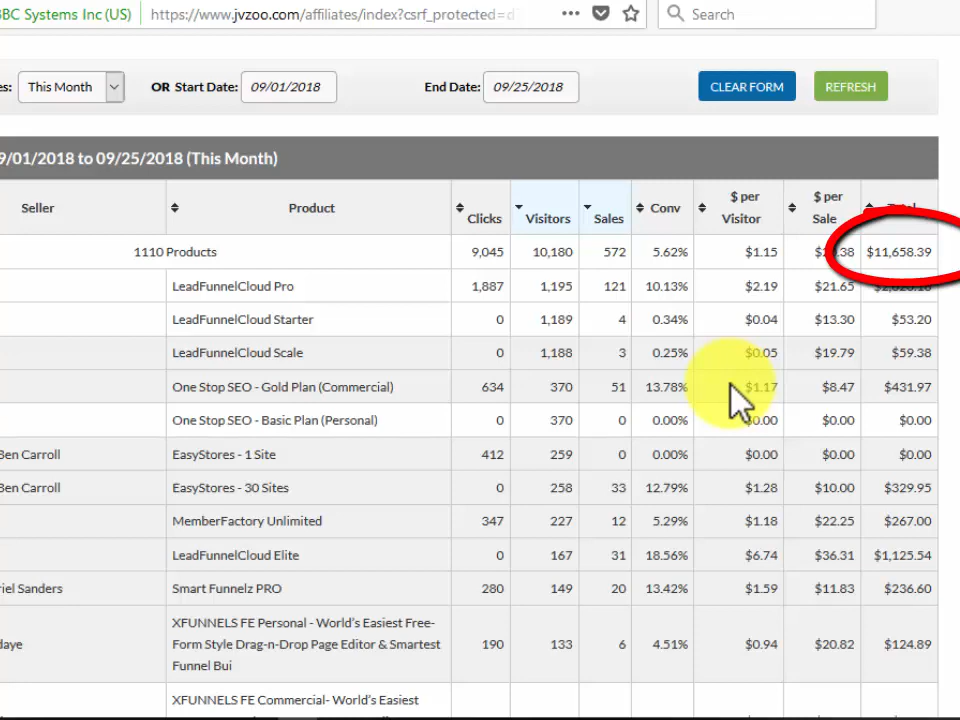 BC Systems Inc (US) https://www.jvzoo.com/affiliates/index?csrf_protected= Search
This Month OR Start Date: 09/01/2018 End Date: 09/25/2018 CLEAR FORM REFRESH
9/01/2018 to 09/25/2018 (This Month)
Seller Product Clicks Visitors Sales Conv $ per Visitor $ per Sale Total
1110 Products 9,045 10,180 572 5.62% $1.15 .38 $11,658.39
LeadFunnelCloud Pro 1,887 1,195 121 10.13% $2.19 $21.65
LeadFunnelCloud Starter 0 1,189 4 0.34% $0.04 $13.30 $53.20
LeadFunnelCloud Scale 0 1,188 3 0.25% $0.05 $19.79 $59.38
One Stop SEO - Gold Plan (Commercial) 634 370 51 13.78% $1.17 $8.47 $431.97
One Stop SEO - Basic Plan (Personal) 0 370 0 0.00% $0.00 $0.00 $0.00
Ben Carroll EasyStores - 1 Site 412 259 0 0.00% $0.00 $0.00 $0.00
Ben Carroll EasyStores - 30 Sites 0 258 33 12.79% $1.28 $10.00 $329.95
MemberFactory Unlimited 347 227 12 5.29% $1.18 $22.25 $267.00
LeadFunnelCloud Elite 0 167 31 18.56% $6.74 $36.31 $1,125.54
riel Sanders Smart Funnelz PRO 280 149 20 13.42% $1.59 $11.83 $236.60
XFUNNELS FE Personal - World's Easiest Free-
daye Form Style Drag-n-Drop Page Editor & Smartest 190 133 6 4.51% $0.94 $20.82 $124.89
Funnel Bui
XFUNNELS FE Commercial- World's Easiest